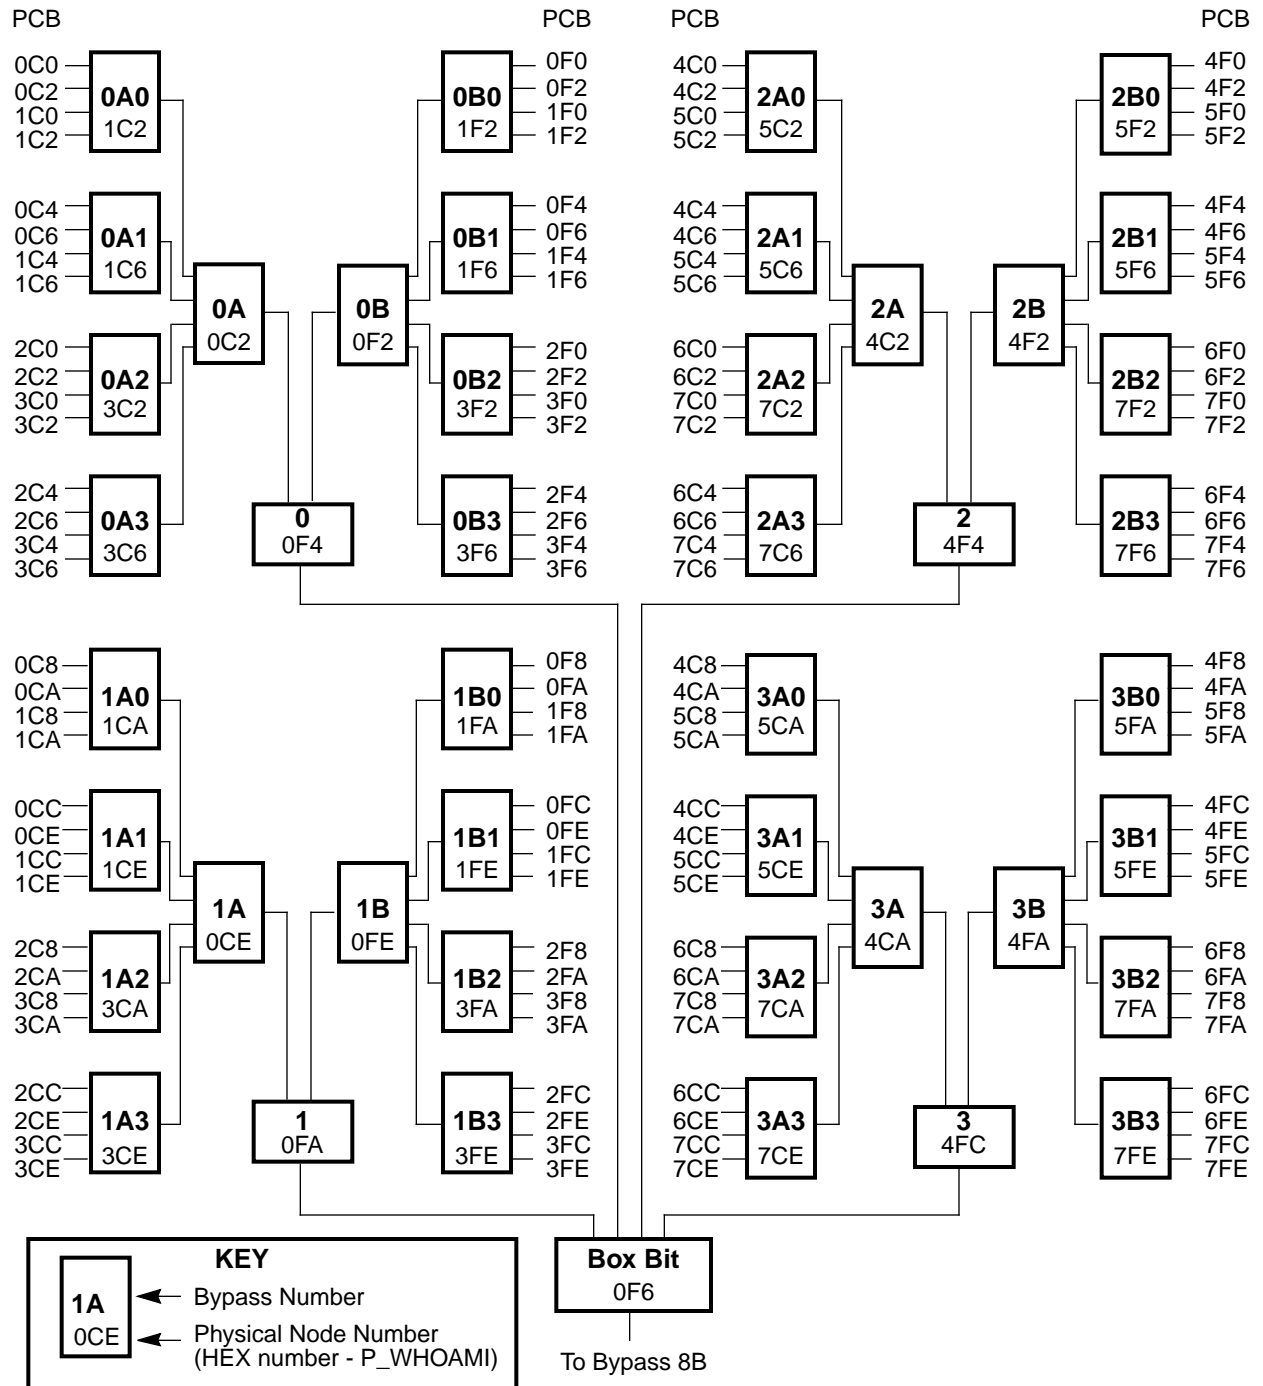 PCB PCB PCB PCB
0C0
0C2
1C0
1C2
0A0
1C2
0B0
1F2
0F0
0F2
1F0
1F2
4C0
4C2
5C0
5C2
2A0
5C2
2B0
5F2
4F0
4F2
5F0
5F2
0C4
0C6
1C4
1C6
0A1
1C6
0B1
1F6
0F4
0F6
1F4
1F6
4C4
4C6
5C4
5C6
2A1
5C6
2B1
5F6
4F4
4F6
5F4
5F6
0A
0C2
0B
0F2
2A
4C2
2B
4F2
2C0
2C2
3C0
3C2
0A2
3C2
0B2
3F2
2F0
2F2
3F0
3F2
6C0
6C2
7C0
7C2
2A2
7C2
2B2
7F2
6F0
6F2
7F0
7F2
2C4
2C6
3C4
3C6
0A3
3C6
0
0F4
0B3
3F6
2F4
2F6
3F4
3F6
6C4
6C6
7C4
7C6
2A3
7C6
2
4F4
2B3
7F6
6F4
6F6
7F4
7F6
0C8
0CA
1C8
1CA
1A0
1CA
1B0
1FA
0F8
0FA
1F8
1FA
4C8
4CA
5C8
5CA
3A0
5CA
3B0
5FA
4F8
4FA
5F8
5FA
0CC
0CE
1CC
1CE
1A1
1CE
1B1
1FE
0FC
0FE
1FC
1FE
4CC
4CE
5CC
5CE
3A1
5CE
3B1
5FE
4FC
4FE
5FC
5FE
1A
0CE
1B
0FE
3A
4CA
3B
4FA
2C8
2CA
3C8
3CA
1A2
3CA
1B2
3FA
2F8
2FA
3F8
3FA
6C8
6CA
7C8
7CA
3A2
7CA
3B2
7FA
6F8
6FA
7F8
7FA
2CC
2CE
3CC
3CE
1A3
3CE
1
0FA
1B3
3FE
2FC
2FE
3FC
3FE
6CC
6CE
7CC
7CE
3A3
7CE
3
4FC
3B3
7FE
6FC
6FE
7FC
7FE
KEY
1A
0CE
Bypass Number
Physical Node Number
(HEX number - P_WHOAMI)
Box Bit
0F6
To Bypass 8B